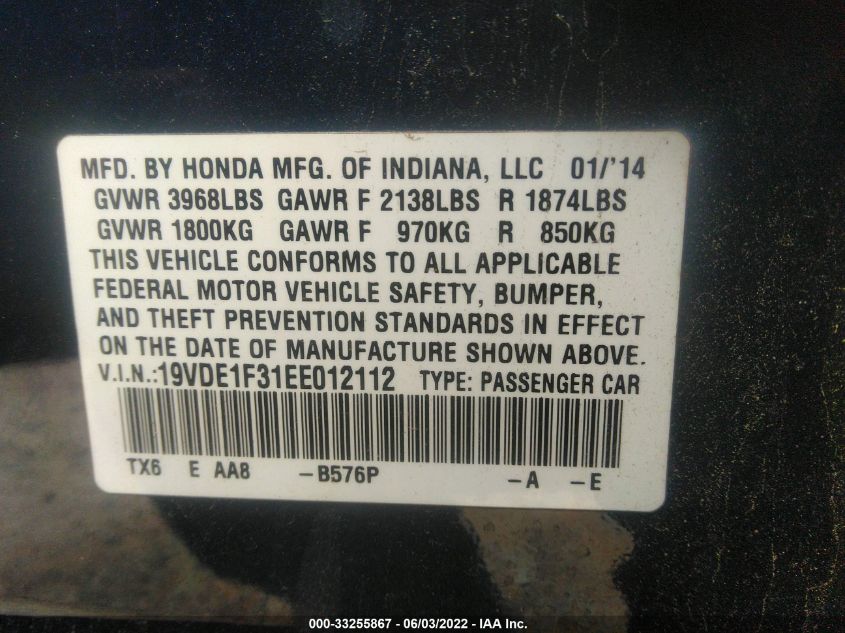 MFD. BY HONDA MFG. OF INDIANA, LLC 01/'14
GVWR 3968LBS GAWR F 2138LBS R 1874LBS
GVWR 1800KG GAWR F 970KG R 850KG
THIS VEHICLE CONFORMS TO ALL APPLICABLE
FEDERAL MOTOR VEHICLE SAFETY, BUMPER,
AND THEFT PREVENTION STANDARDS IN EFFECT
ON THE DATE OF MANUFACTURE SHOWN ABOVE.
V.I.N.:19VDE1F31EE012112 TYPE: PASSENGER CAR
TX6 E AA8 –B576P –A –E
000-33255867 - 06/03/2022 - IAA Inc.